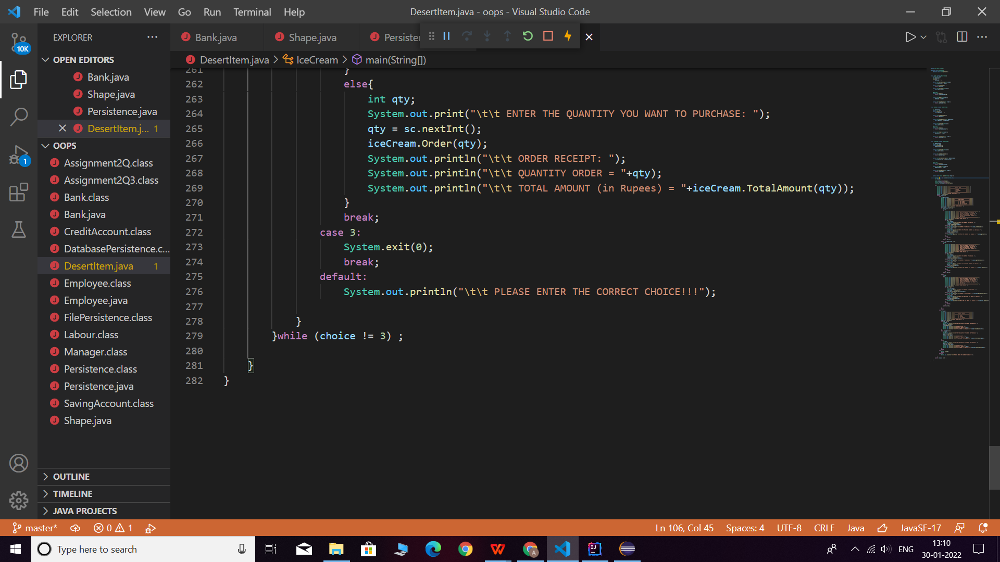 File Edit Selection View Go Run Terminal Help
DesertItem.java - oops - Visual Studio Code
10K
1
EXPLORER
OPEN EDITORS
Bank.java
Shape.java
Persistence.java
DesertItem.j... 1
OOPS
Assignment2Q.class
Assignment2Q3.class
Bank.class
Bank.java
CreditAccount.class
DatabasePersistence.c...
DesertItem.java 1
Employee.class
Employee.java
FilePersistence.class
Labour.class
Manager.class
Persistence.class
Persistence.java
SavingAccount.class
Shape.java
OUTLINE
TIMELINE
JAVA PROJECTS
Bank.java Shape.java Persister
DesertItem.java > IceCream > main(String[])
261 }
262 else{
263 int qty;
264 System.out.print("\t\t ENTER THE QUANTITY YOU WANT TO PURCHASE: ");
265 qty = sc.nextInt();
266 iceCream.Order(qty);
267 System.out.println("\t\t ORDER RECEIPT: ");
268 System.out.println("\t\t QUANTITY ORDER = "+qty);
269 System.out.println("\t\t TOTAL AMOUNT (in Rupees) = "+iceCream.TotalAmount(qty));
270 }
271 break;
272 case 3:
273 System.exit(0);
274 break;
275 default:
276 System.out.println("\t\t PLEASE ENTER THE CORRECT CHOICE!!!");
277
278 }
279 }while (choice != 3) ;
280
281 }
282 }
master* 0 1
Ln 106, Col 45 Spaces: 4 UTF-8 CRLF Java JavaSE-17
Type here to search
ENG
13:10
30-01-2022